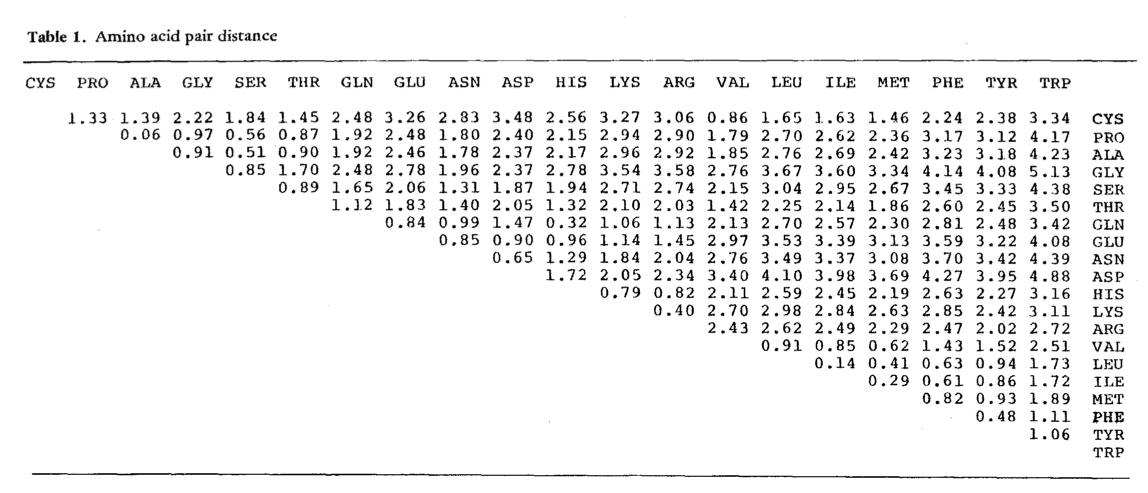 Table 1. Amino acid pair distance
CYS PRO ALA GLY SER THR GLN GLU ASN ASP HIS LYS ARG VAL LEU ILE MET PHE TYR TRP
1.33 1.39 2.22 1.84 1.45 2.48 3.26 2.83 3.48 2.56 3.27 3.06 0.86 1.65 1.63 1.46 2.24 2.38 3.34 CYS
0.06 0.97 0.56 0.87 1.92 2.48 1.80 2.40 2.15 2.94 2.90 1.79 2.70 2.62 2.36 3.17 3.12 4.17 PRO
0.91 0.51 0.90 1.92 2.46 1.78 2.37 2.17 2.96 2.92 1.85 2.76 2.69 2.42 3.23 3.18 4.23 ALA
0.85 1.70 2.48 2.78 1.96 2.37 2.78 3.54 3.58 2.76 3.67 3.60 3.34 4.14 4.08 5.13 GLY
0.89 1.65 2.06 1.31 1.87 1.94 2.71 2.74 2.15 3.04 2.95 2.67 3.45 3.33 4.38 SER
1.12 1.83 1.40 2.05 1.32 2.10 2.03 1.42 2.25 2.14 1.86 2.60 2.45 3.50 THR
0.84 0.99 1.47 0.32 1.06 1.13 2.13 2.70 2.57 2.30 2.81 2.48 3.42 GLN
0.85 0.90 0.96 1.14 1.45 2.97 3.53 3.39 3.13 3.59 3.22 4.08 GLU
0.65 1.29 1.84 2.04 2.76 3.49 3.37 3.08 3.70 3.42 4.39 ASN
1.72 2.05 2.34 3.40 4.10 3.98 3.69 4.27 3.95 4.88 ASP
0.79 0.82 2.11 2.59 2.45 2.19 2.63 2.27 3.16 HIS
0.40 2.70 2.98 2.84 2.63 2.85 2.42 3.11 LYS
2.43 2.62 2.49 2.29 2.47 2.02 2.72 ARG
0.91 0.85 0.62 1.43 1.52 2.51 VAL
0.14 0.41 0.63 0.94 1.73 LEU
0.29 0.61 0.86 1.72 ILE
0.82 0.93 1.89 MET
0.48 1.11 PHE
1.06 TYR
TRP